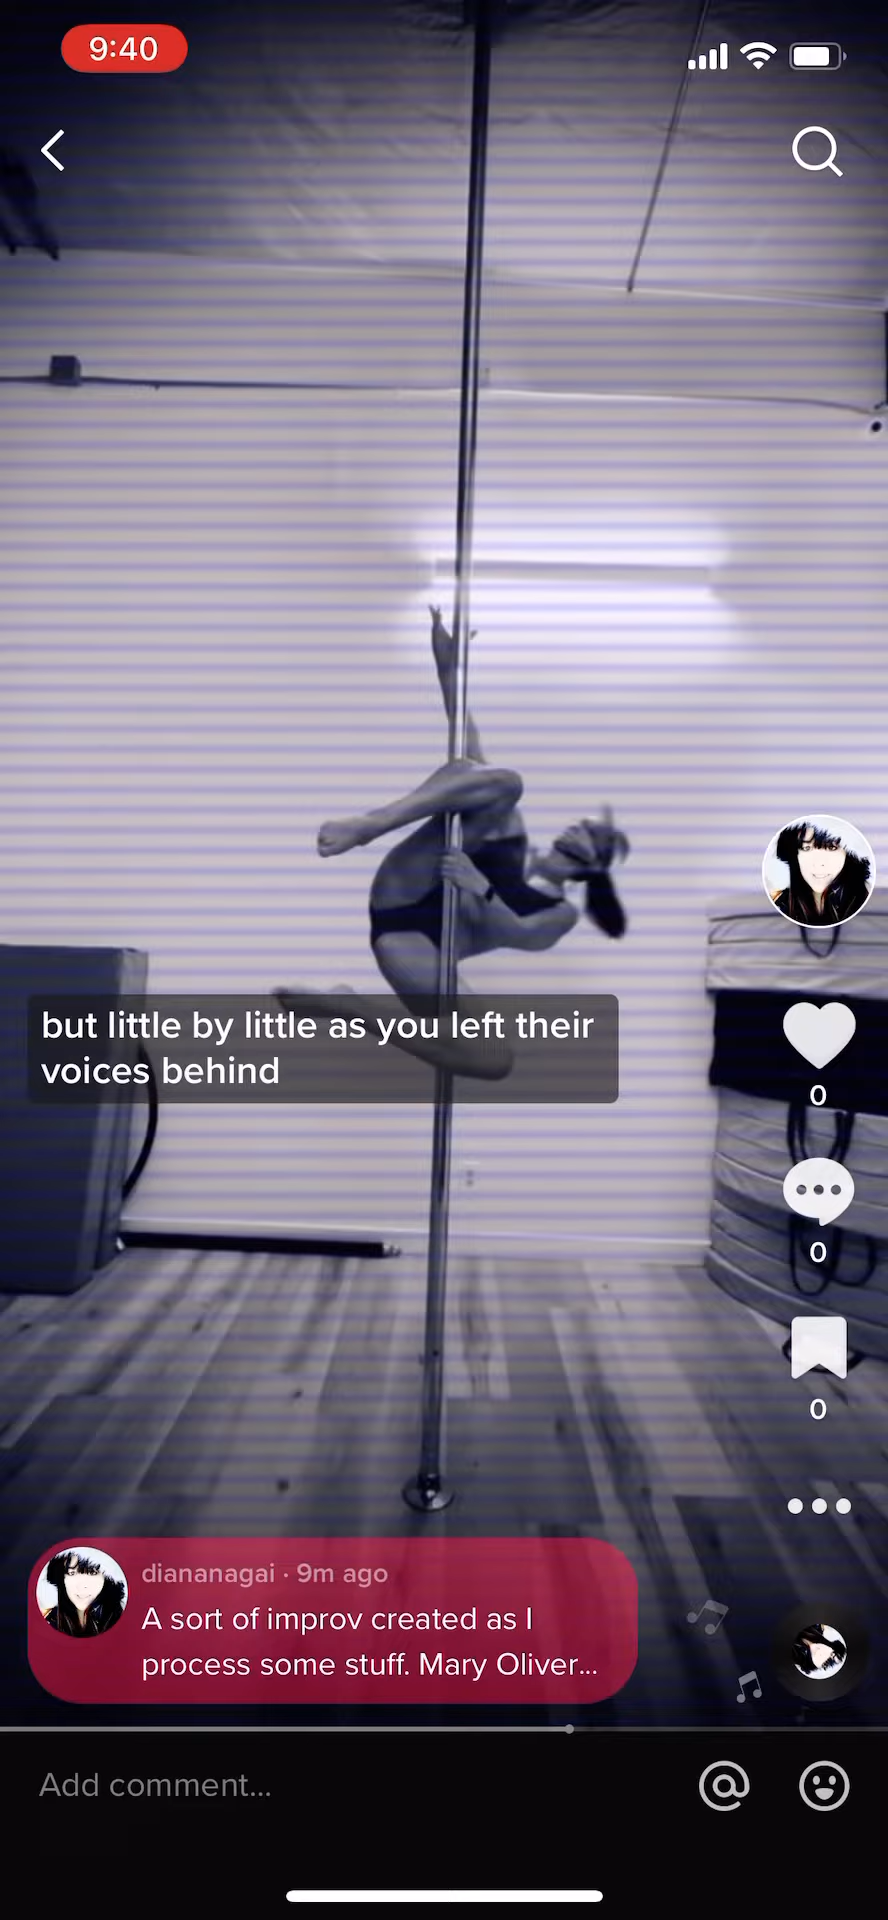 9:40
but little by little as you left their
voices behind
0
0
0
diananagai · 9m ago
A sort of improv created as I
process some stuff. Mary Oliver...
Add comment...